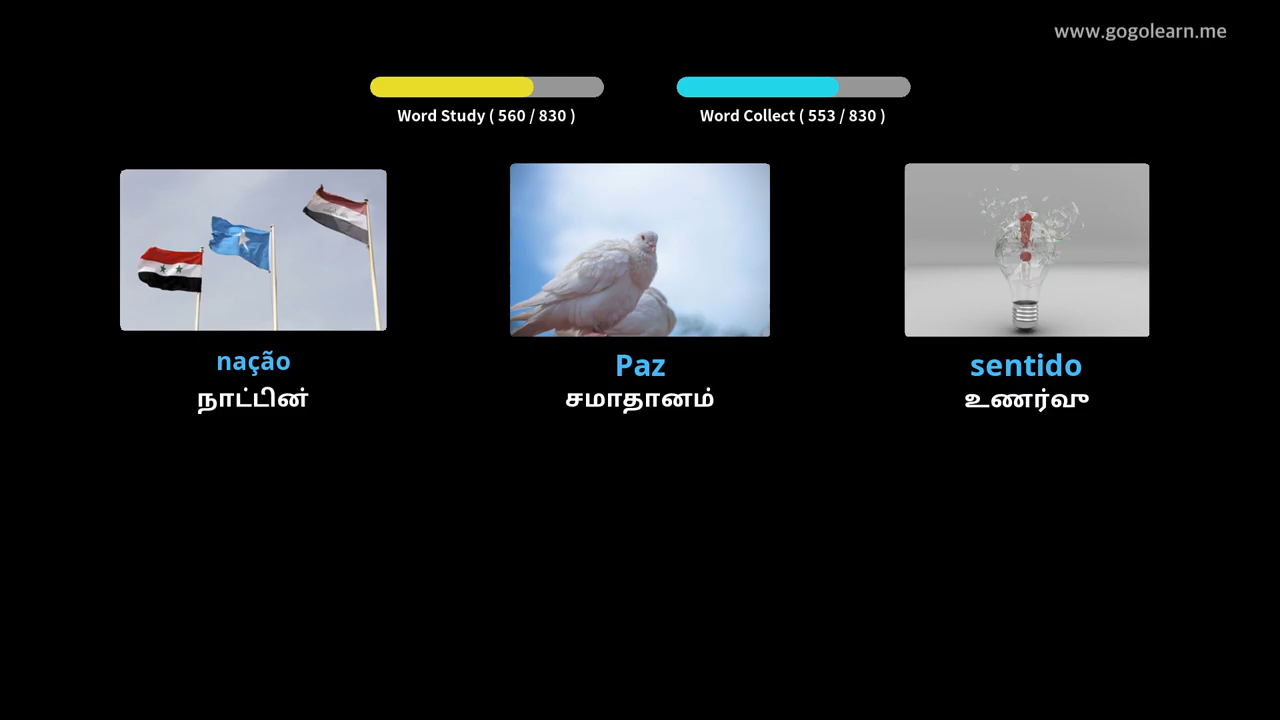 www.gogolearn.me
Word Study ( 560 / 830 )
Word Collect ( 553 / 830 )
nação
நாட்டின்
Paz
சமாதானம்
sentido
உணர்வு